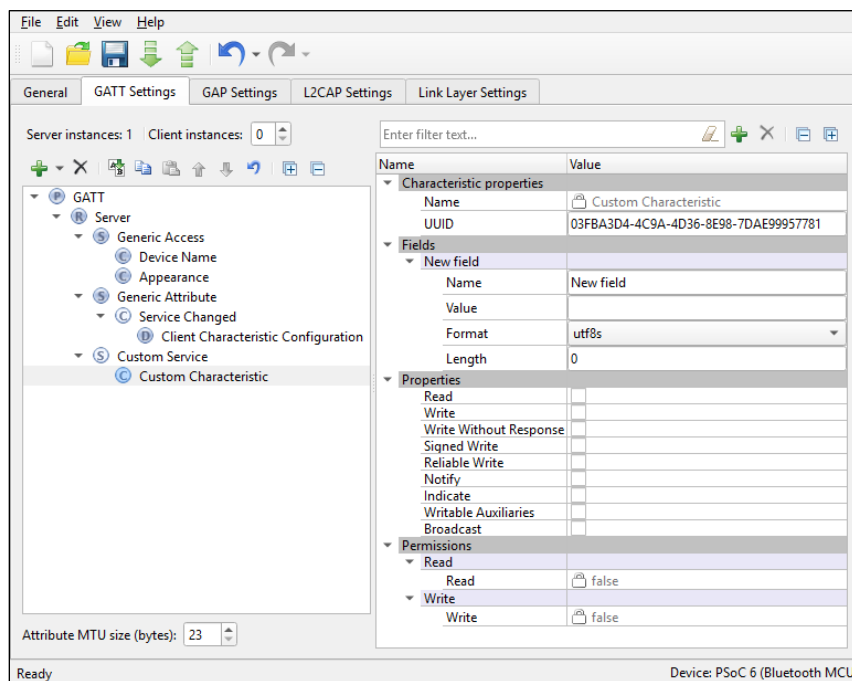 File Edit View Help
General GATT Settings GAP Settings L2CAP Settings Link Layer Settings
Server instances: 1 Client instances: 0
GATT
Server
Generic Access
Device Name
Appearance
Generic Attribute
Service Changed
Client Characteristic Configuration
Custom Service
Custom Characteristic
Attribute MTU size (bytes): 23
Enter filter text...
Name Value
Characteristic properties
Name Custom Characteristic
UUID 03FBA3D4-4C9A-4D36-8E98-7DAE99957781
Fields
New field
Name New field
Value
Format utf8s
Length 0
Properties
Read
Write
Write Without Response
Signed Write
Reliable Write
Notify
Indicate
Writable Auxiliaries
Broadcast
Permissions
Read
Read false
Write
Write false
Ready Device: PSoC 6 (Bluetooth MCU